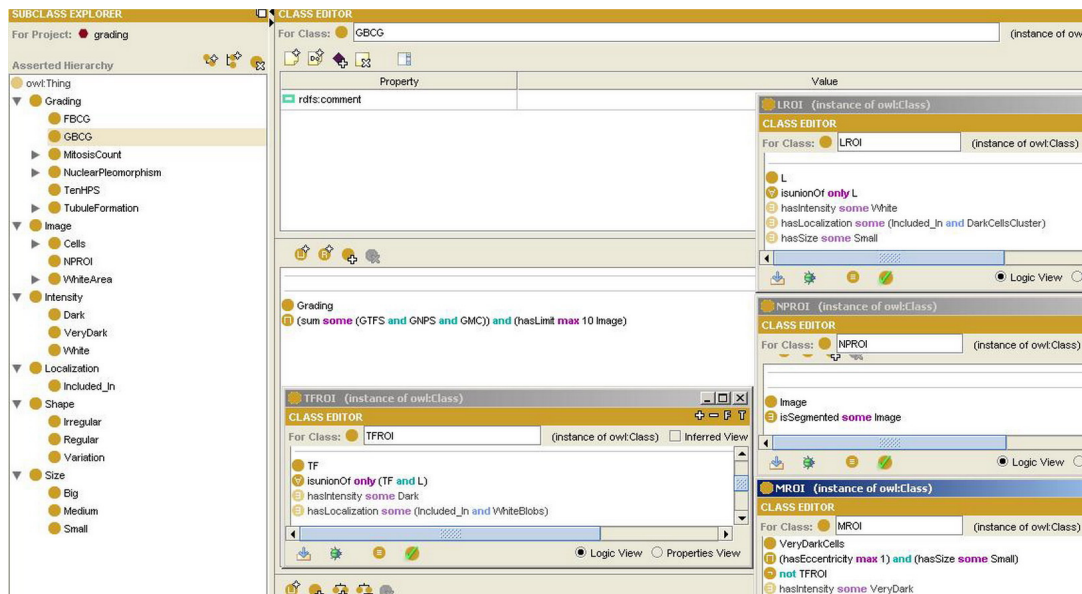 SUBCLASS EXPLORER
For Project: grading
Asserted Hierarchy
owl:Thing
Grading
FBCG
GBCG
MitosisCount
NuclearPleomorphism
TenHPS
TubuleFormation
Image
Cells
NPROI
WhiteArea
Intensity
Dark
VeryDark
White
Localization
Included_In
Shape
Irregular
Regular
Variation
Size
Big
Medium
Small
CLASS EDITOR
For Class: GBCG (instance of ow
Property Value
rdfs:comment
Grading
(sum some (GTFS and GNPS and GMC)) and (hasLimit max 10 Image)
TFROI (instance of owl:Class)
CLASS EDITOR + - F T
For Class: TFROI (instance of owl:Class) Inferred View
TF
isunionOf only (TF and L)
hasIntensity some Dark
hasLocalization some (Included_In and WhiteBlobs)
Logic View Properties View
LROI (instance of owl:Class)
CLASS EDITOR
For Class: LROI (instance of owl:Class)
L
isunionOf only L
hasIntensity some White
hasLocalization some (Included_In and DarkCellsCluster)
hasSize some Small
Logic View
NPROI (instance of owl:Class)
CLASS EDITOR
For Class: NPROI (instance of owl:Class)
Image
isSegmented some Image
Logic View
MROI (instance of owl:Class)
CLASS EDITOR
For Class: MROI (instance of owl:Class)
VeryDarkCells
(hasEccentricity max 1) and (hasSize some Small)
not TFROI
hasIntensity some VeryDark